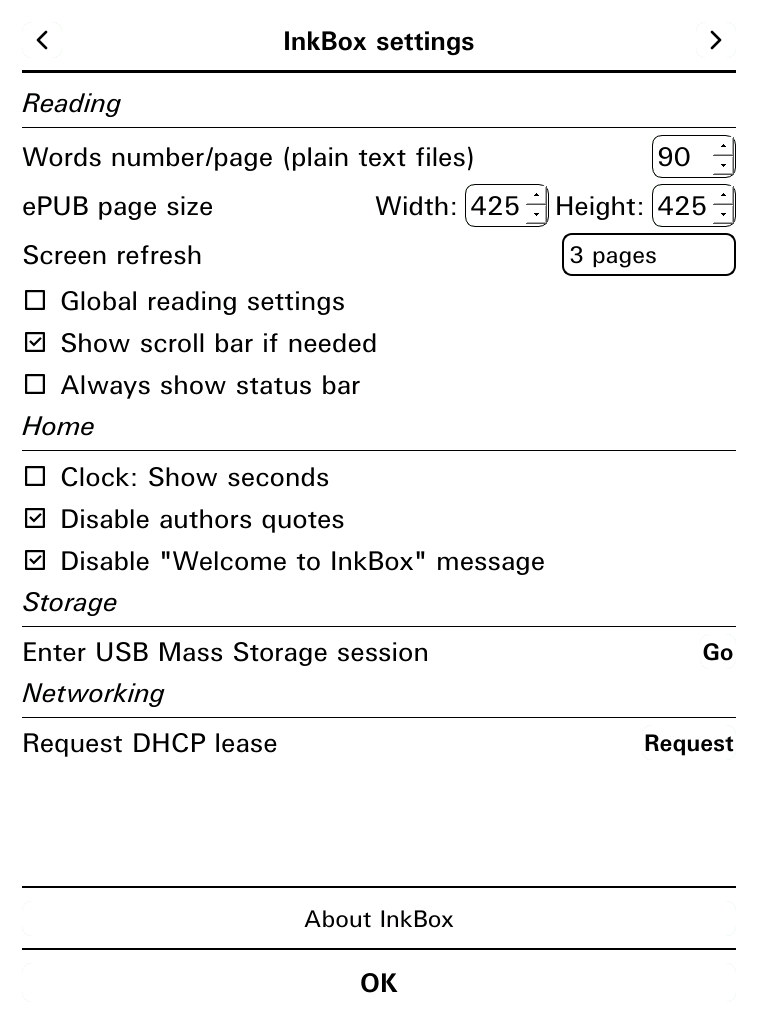 InkBox settings
Reading
Words number/page (plain text files) 90
ePUB page size Width: 425 Height: 425
Screen refresh 3 pages
Global reading settings
Show scroll bar if needed
Always show status bar
Home
Clock: Show seconds
Disable authors quotes
Disable "Welcome to InkBox" message
Storage
Enter USB Mass Storage session Go
Networking
Request DHCP lease Request
About InkBox
OK